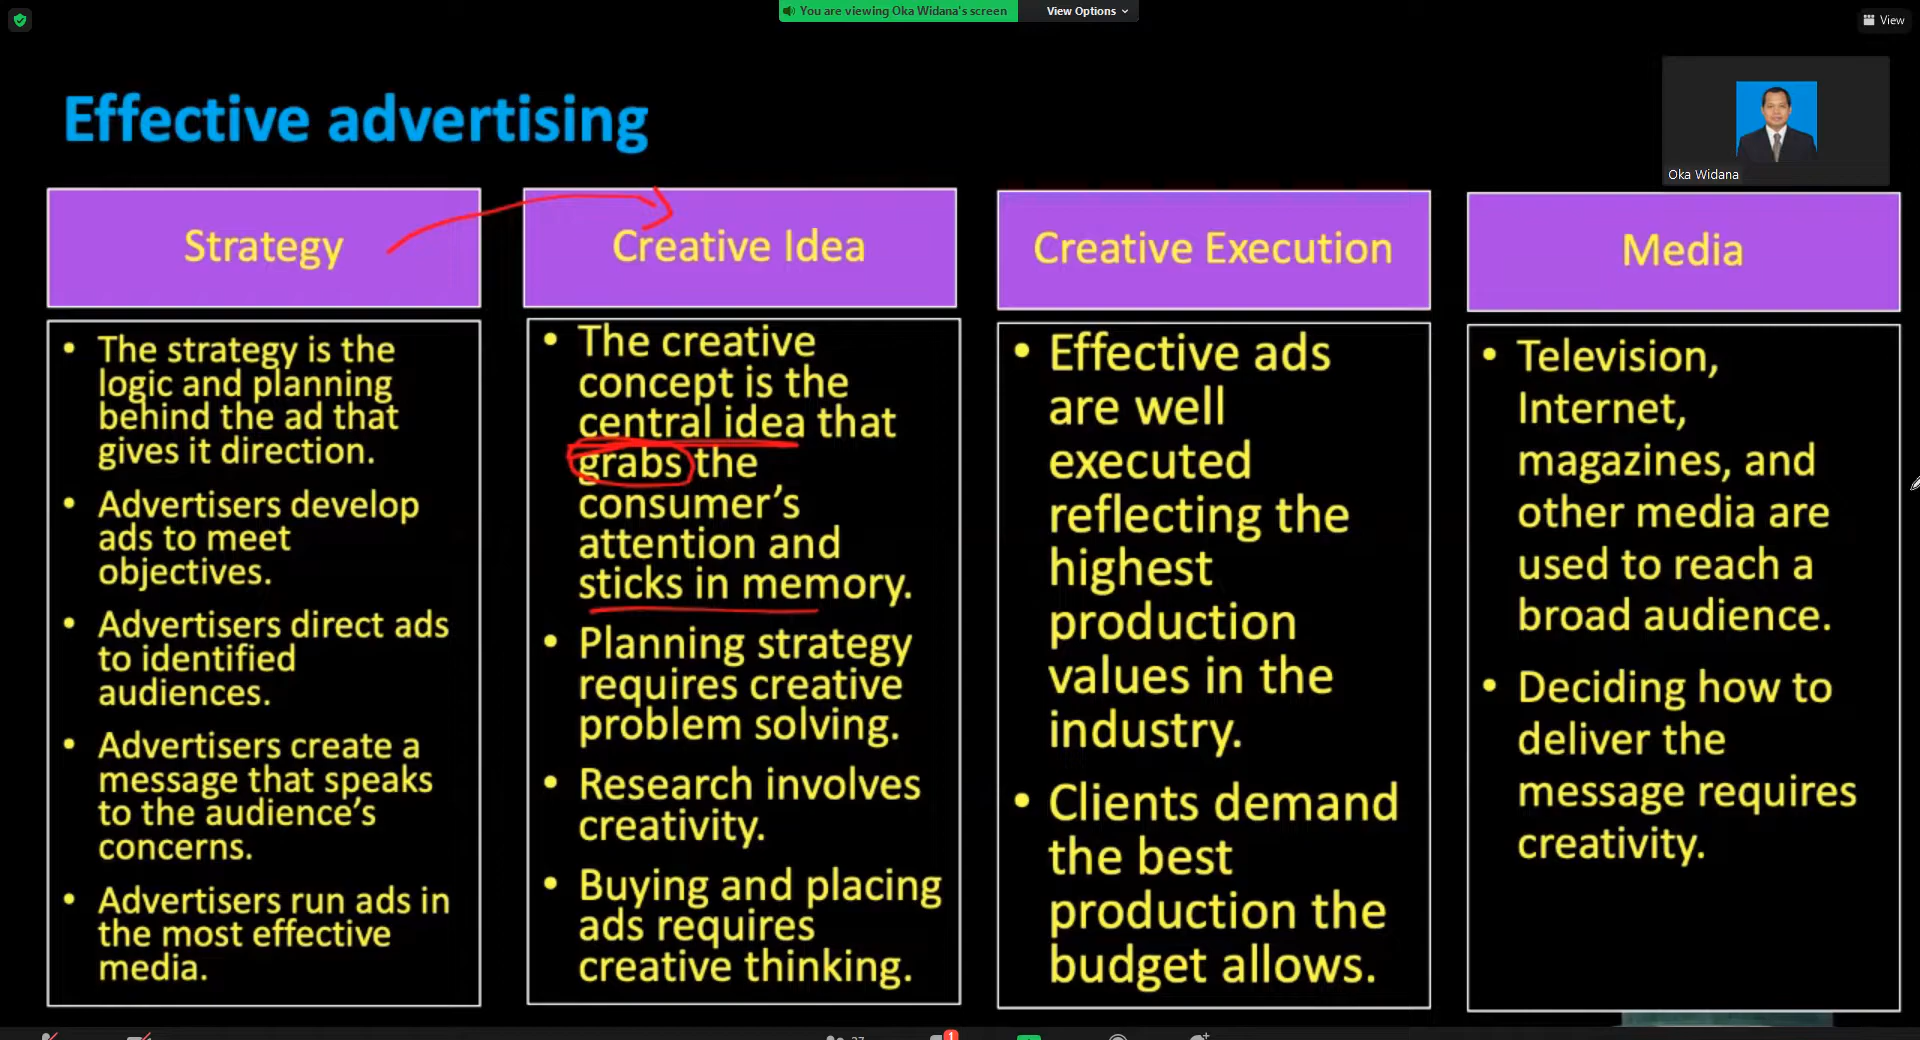 You are viewing Oka Widana's screen
View Options
View
Oka Widana
Effective advertising
Strategy
• The strategy is the
logic and planning
behind the ad that
gives it direction.
• Advertisers develop
ads to meet
objectives.
• Advertisers direct ads
to identified
audiences.
• Advertisers create a
message that speaks
to the audience's
concerns.
• Advertisers run ads in
the most effective
media.
Creative Idea
• The creative
concept is the
central idea that
grabs the
consumer's
attention and
sticks in memory.
• Planning strategy
requires creative
problem solving.
• Research involves
creativity.
• Buying and placing
ads requires
creative thinking.
Creative Execution
• Effective ads
are well
executed
reflecting the
highest
production
values in the
industry.
• Clients demand
the best
production the
budget allows.
Media
• Television,
Internet,
magazines, and
other media are
used to reach a
broad audience.
• Deciding how to
deliver the
message requires
creativity.
1